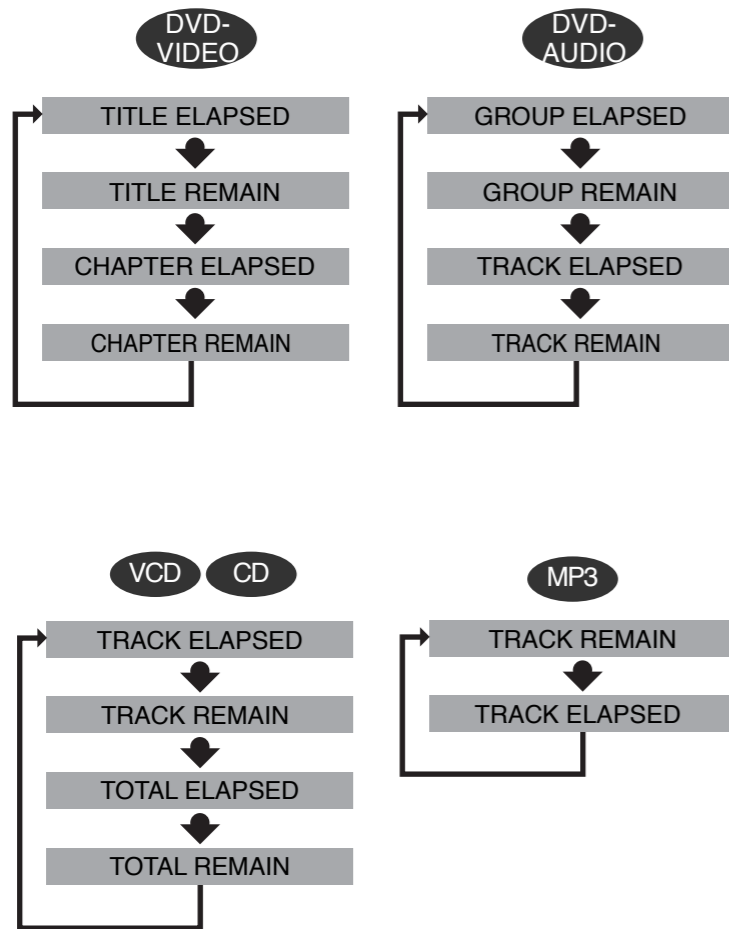 DVD-
VIDEO
TITLE ELAPSED
TITLE REMAIN
CHAPTER ELAPSED
CHAPTER REMAIN
DVD-
AUDIO
GROUP ELAPSED
GROUP REMAIN
TRACK ELAPSED
TRACK REMAIN
VCD CD
TRACK ELAPSED
TRACK REMAIN
TOTAL ELAPSED
TOTAL REMAIN
MP3
TRACK REMAIN
TRACK ELAPSED